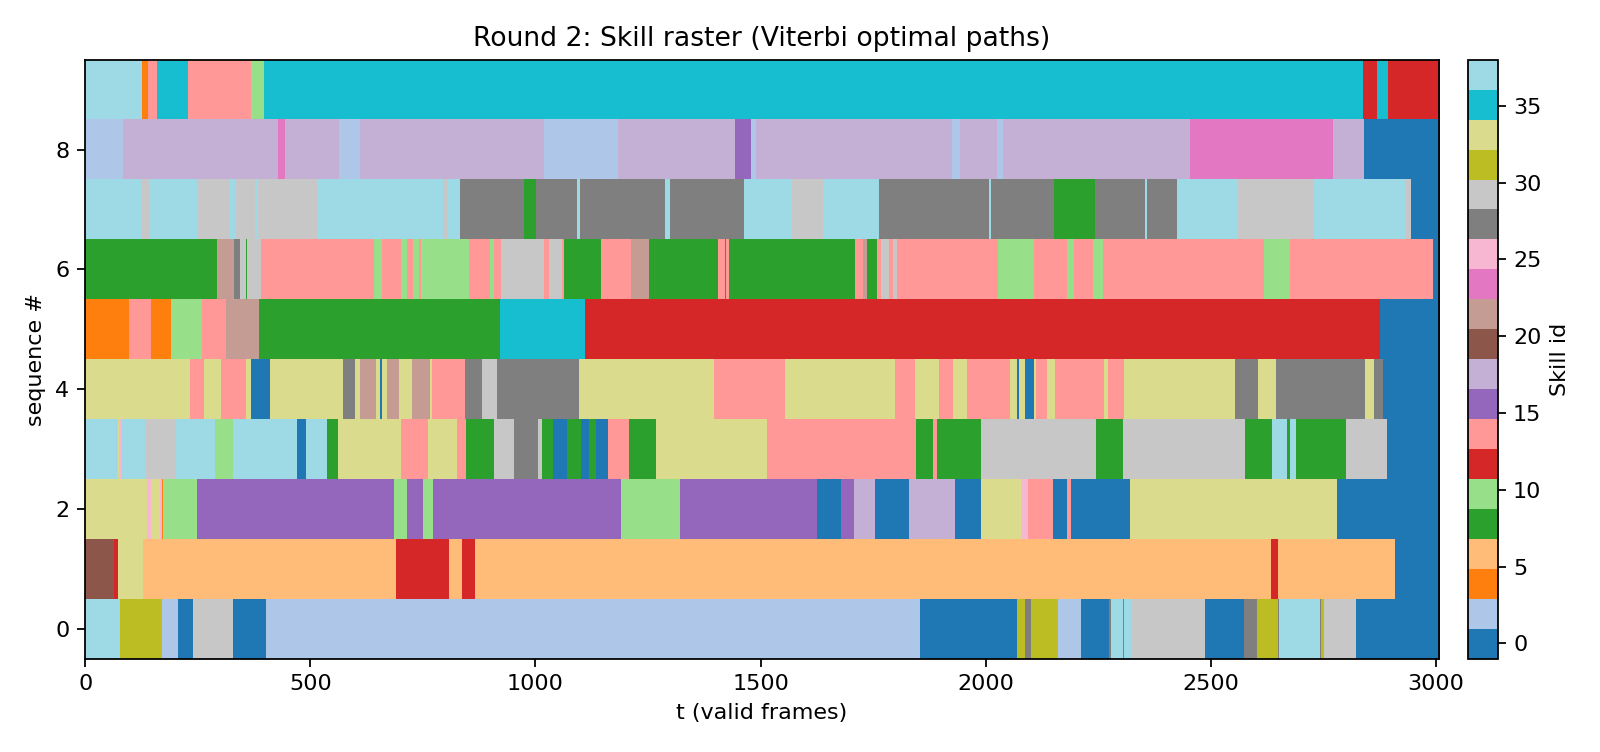 Round 2: Skill raster (Viterbi optimal paths)
sequence #
8
6
4
2
0
0 500 1000 1500 2000 2500 3000
t (valid frames)
35
30
25
20
15
10
5
0
Skill id